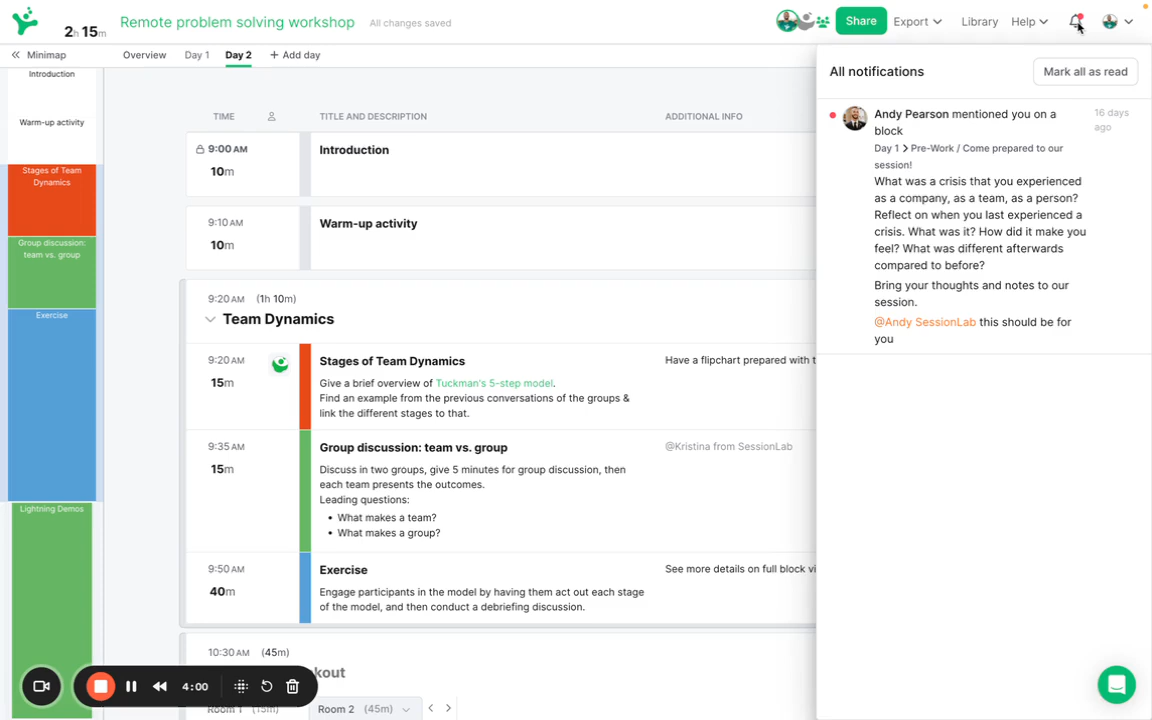 2h 15m
Remote problem solving workshop
All changes saved
Share
Export
Library
Help
Minimap
Overview
Day 1
Day 2
+ Add day
Introduction
Warm-up activity
Stages of Team
Dynamics
Group discussion:
team vs. group
Exercise
Lightning Demos
TIME
TITLE AND DESCRIPTION
ADDITIONAL INFO
9:00 AM
10m
Introduction
9:10 AM
10m
Warm-up activity
9:20 AM (1h 10m)
Team Dynamics
9:20 AM
15m
Stages of Team Dynamics
Give a brief overview of Tuckman's 5-step model.
Find an example from the previous conversations of the groups &
link the different stages to that.
Have a flipchart prepared with t
9:35 AM
15m
Group discussion: team vs. group
Discuss in two groups, give 5 minutes for group discussion, then
each team presents the outcomes.
Leading questions:
• What makes a team?
• What makes a group?
@Kristina from SessionLab
9:50 AM
40m
Exercise
Engage participants in the model by having them act out each stage
of the model, and then conduct a debriefing discussion.
See more details on full block vi
10:30 AM (45m)
kout
Room 1 (15m)
Room 2 (45m)
4:00
All notifications
Mark all as read
Andy Pearson mentioned you on a
block
16 days
ago
Day 1 > Pre-Work / Come prepared to our
session!
What was a crisis that you experienced
as a company, as a team, as a person?
Reflect on when you last experienced a
crisis. What was it? How did it make you
feel? What was different afterwards
compared to before?
Bring your thoughts and notes to our
session.
@Andy SessionLab this should be for
you